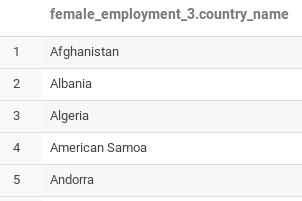 female_employment_3.country_name
1 Afghanistan
2 Albania
3 Algeria
4 American Samoa
5 Andorra